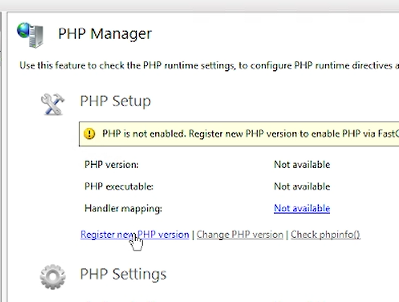 PHP Manager
Use this feature to check the PHP runtime settings, to configure PHP runtime directives a
PHP Setup
PHP is not enabled. Register new PHP version to enable PHP via FastC
PHP version: Not available
PHP executable: Not available
Handler mapping: Not available
Register new PHP version | Change PHP version | Check phpinfo()
PHP Settings